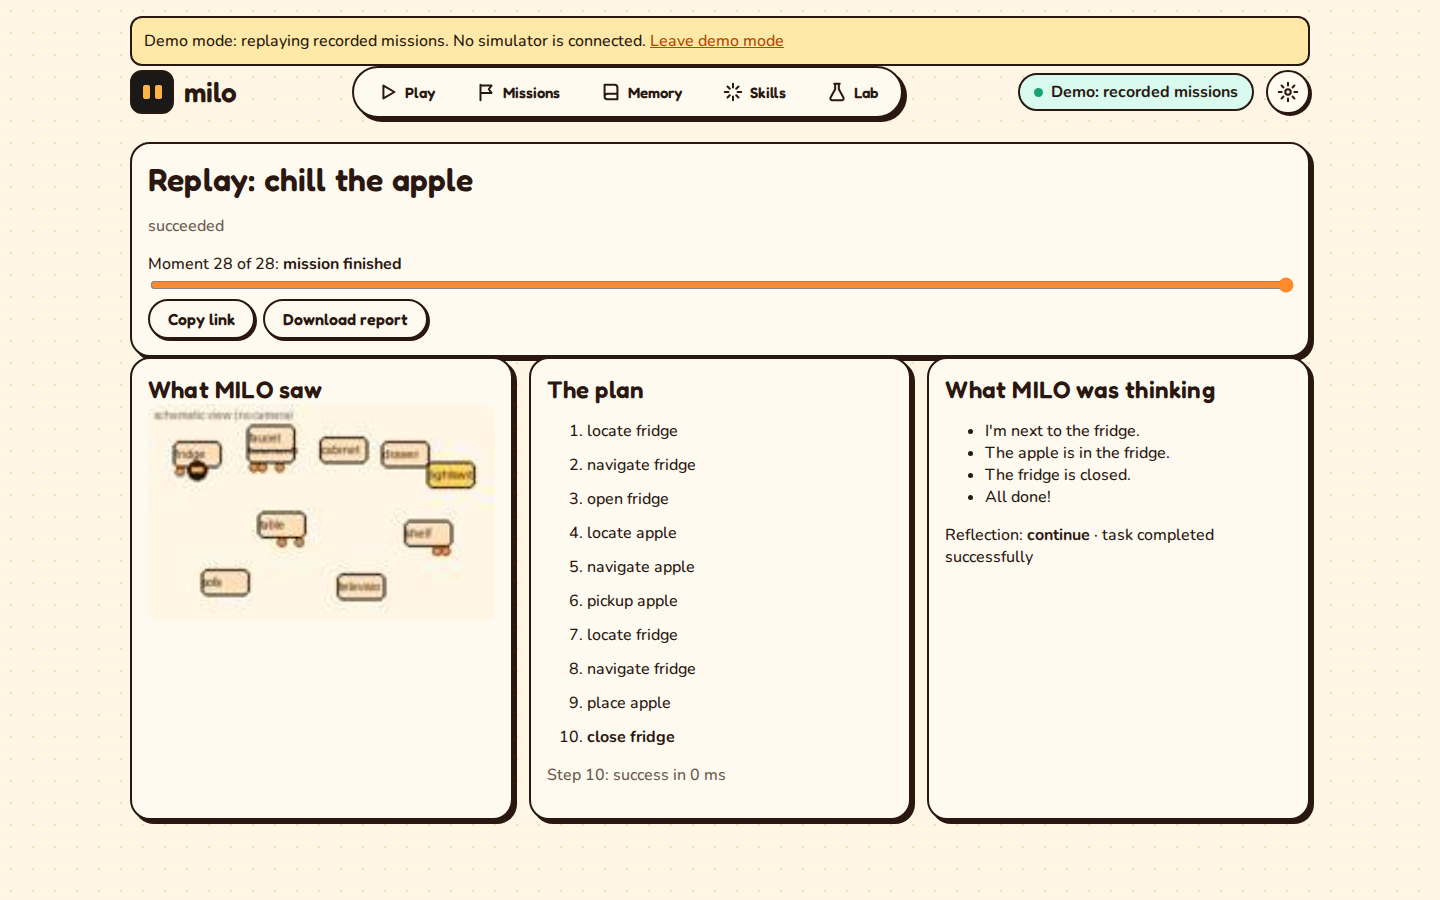 Demo mode: replaying recorded missions. No simulator is connected. Leave demo mode
milo
Play
Missions
Memory
Skills
Lab
Demo: recorded missions
Replay: chill the apple
succeeded
Moment 28 of 28: mission finished
Copy link
Download report
What MILO saw
schematic view (no camera)
fridge
faucet
cabinet
drawer
table
shelf
sofa
television
The plan
1. locate fridge
2. navigate fridge
3. open fridge
4. locate apple
5. navigate apple
6. pickup apple
7. locate fridge
8. navigate fridge
9. place apple
10. close fridge
Step 10: success in 0 ms
What MILO was thinking
• I'm next to the fridge.
• The apple is in the fridge.
• The fridge is closed.
• All done!
Reflection: continue · task completed
successfully